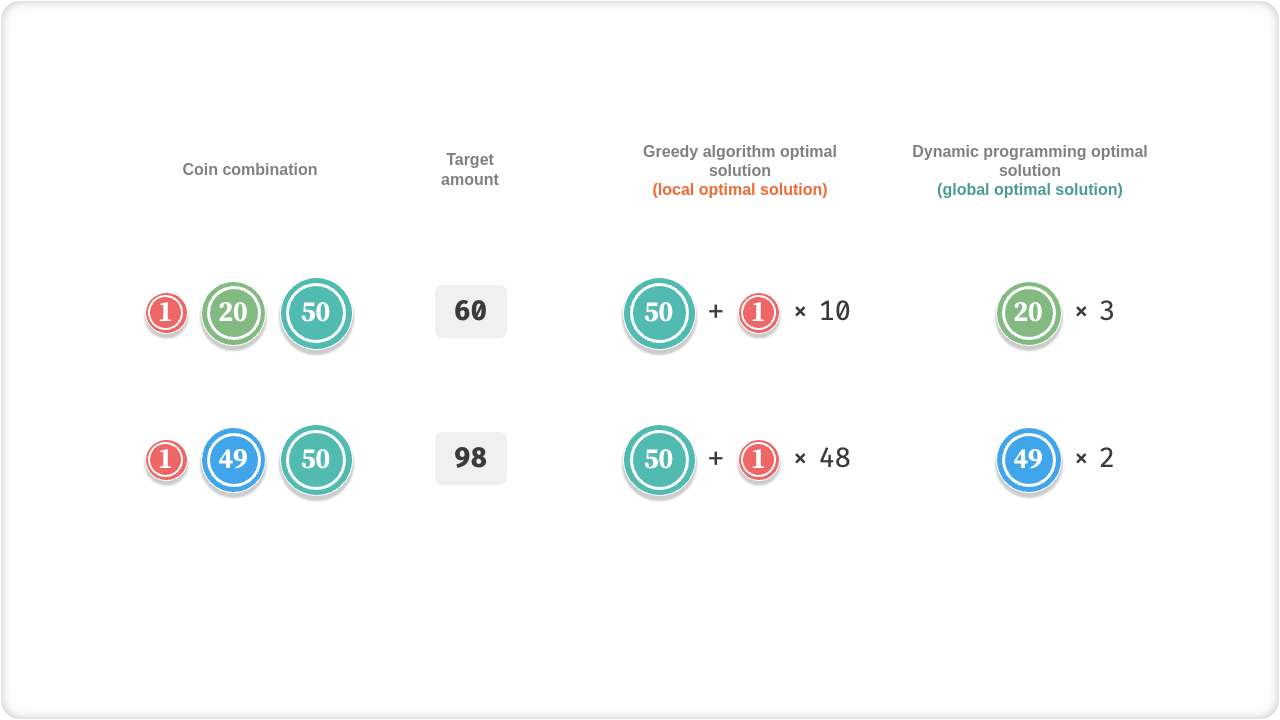 Coin combination
Target
amount
Greedy algorithm optimal
solution
(local optimal solution)
Dynamic programming optimal
solution
(global optimal solution)
1 20 50 60 50 + 1 × 10 20 × 3
1 49 50 98 50 + 1 × 48 49 × 2